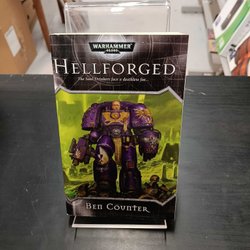 WARHAMMER
40,000
HELLFORGED
The Soul Drinkers face a deathless foe...
BEN COUNTER